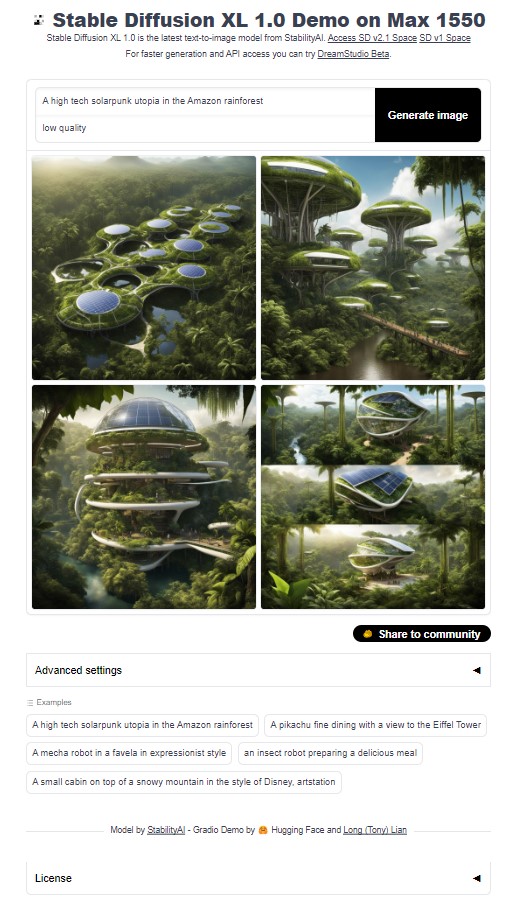 Stable Diffusion XL 1.0 Demo on Max 1550
Stable Diffusion XL 1.0 is the latest text-to-image model from StabilityAI. Access SD v2.1 Space SD v1 Space
For faster generation and API access you can try DreamStudio Beta.
A high tech solarpunk utopia in the Amazon rainforest
low quality
Generate image
Share to community
Advanced settings
Examples
A high tech solarpunk utopia in the Amazon rainforest
A pikachu fine dining with a view to the Eiffel Tower
A mecha robot in a favela in expressionist style
an insect robot preparing a delicious meal
A small cabin on top of a snowy mountain in the style of Disney, artstation
Model by StabilityAI - Gradio Demo by 🤗 Hugging Face and Long (Tony) Lian
License